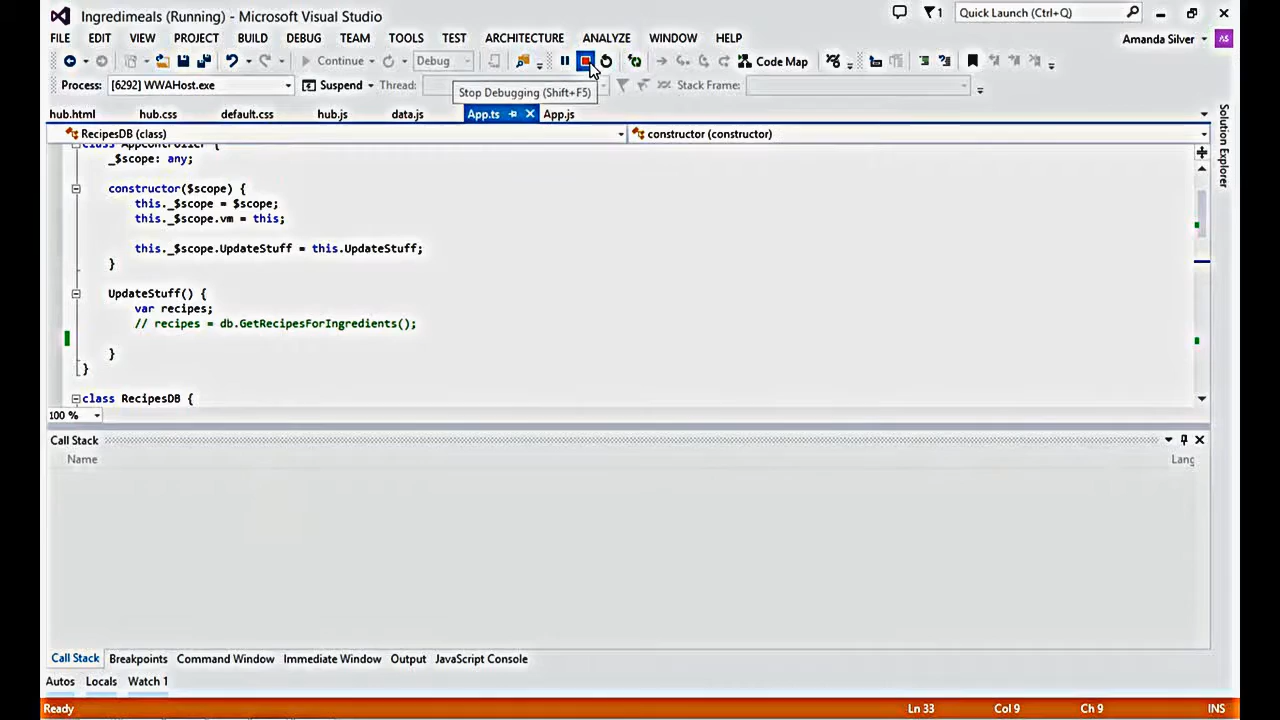 Ingredimeals (Running) - Microsoft Visual Studio
1
Quick Launch (Ctrl+Q)
FILE EDIT VIEW PROJECT BUILD DEBUG TEAM TOOLS TEST ARCHITECTURE ANALYZE WINDOW HELP
Amanda Silver AS
Continue Debug Code Map
Process: [6292] WWAHost.exe Suspend Thread: Stack Frame:
Stop Debugging (Shift+F5)
hub.html hub.css default.css hub.js data.js App.ts App.js
RecipesDB (class) constructor (constructor)
class AppController {
_$scope: any;
constructor($scope) {
this._$scope = $scope;
this._$scope.vm = this;
this._$scope.UpdateStuff = this.UpdateStuff;
}
UpdateStuff() {
var recipes;
// recipes = db.GetRecipesForIngredients();
}
}
class RecipesDB {
100 %
Call Stack
Name Lang
Call Stack Breakpoints Command Window Immediate Window Output JavaScript Console
Autos Locals Watch 1
Ready Ln 33 Col 9 Ch 9 INS
Solution Explorer